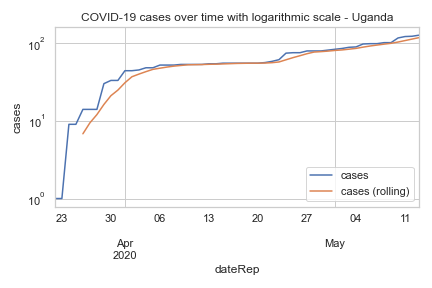 COVID-19 cases over time with logarithmic scale - Uganda
cases
10²
10¹
10⁰
cases
cases (rolling)
23 30 06 13 20 27 04 11
Apr May
2020
dateRep